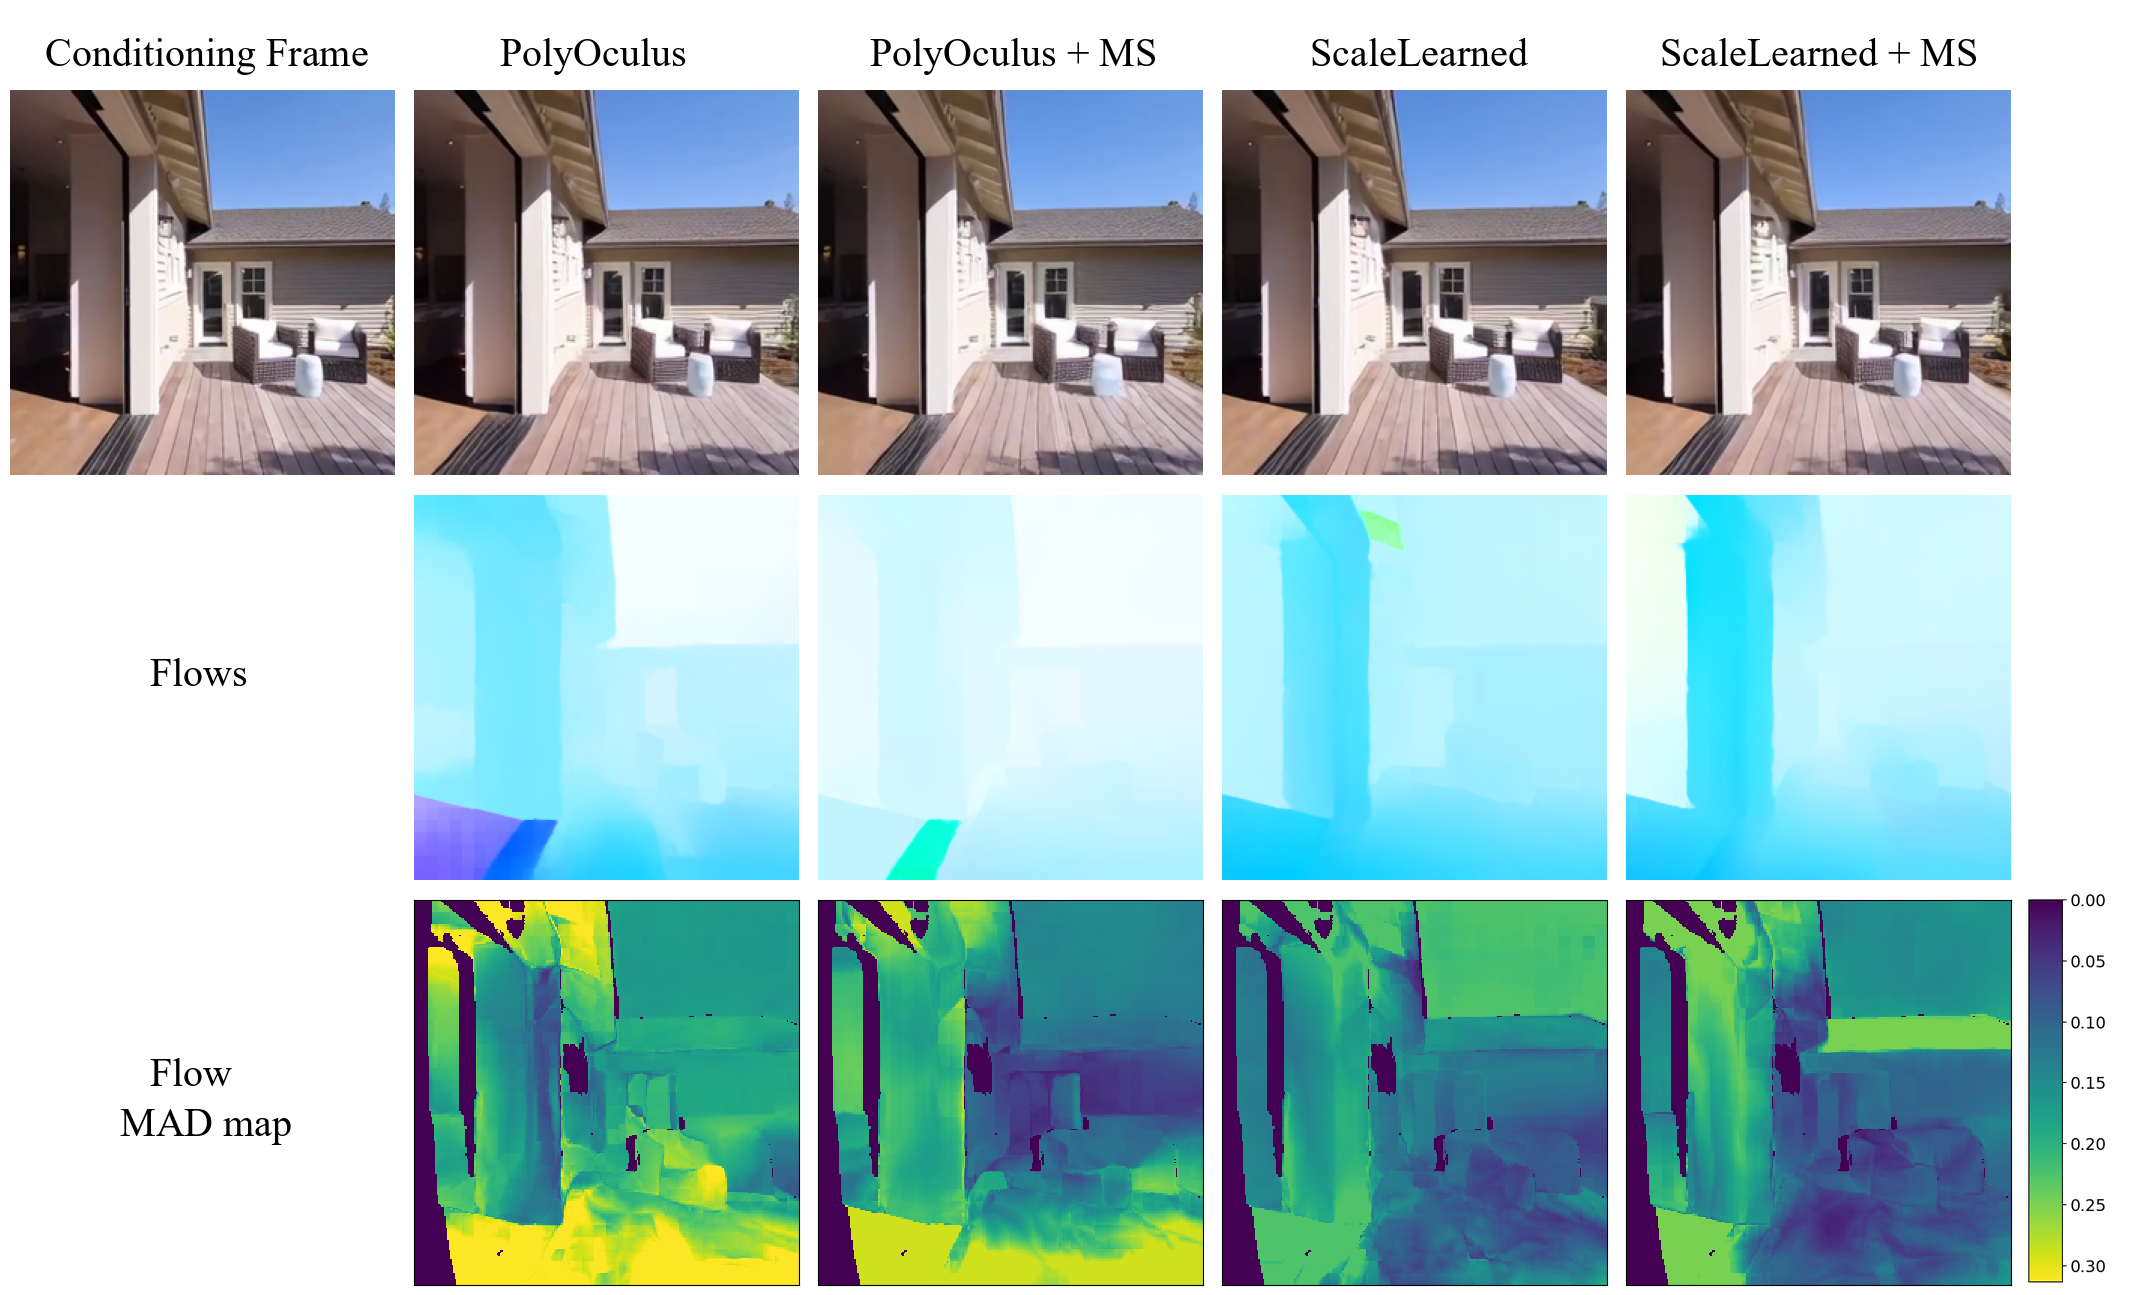 Conditioning Frame
PolyOculus
PolyOculus + MS
ScaleLearned
ScaleLearned + MS
Flows
Flow
MAD map
0.00
0.05
0.10
0.15
0.20
0.25
0.30